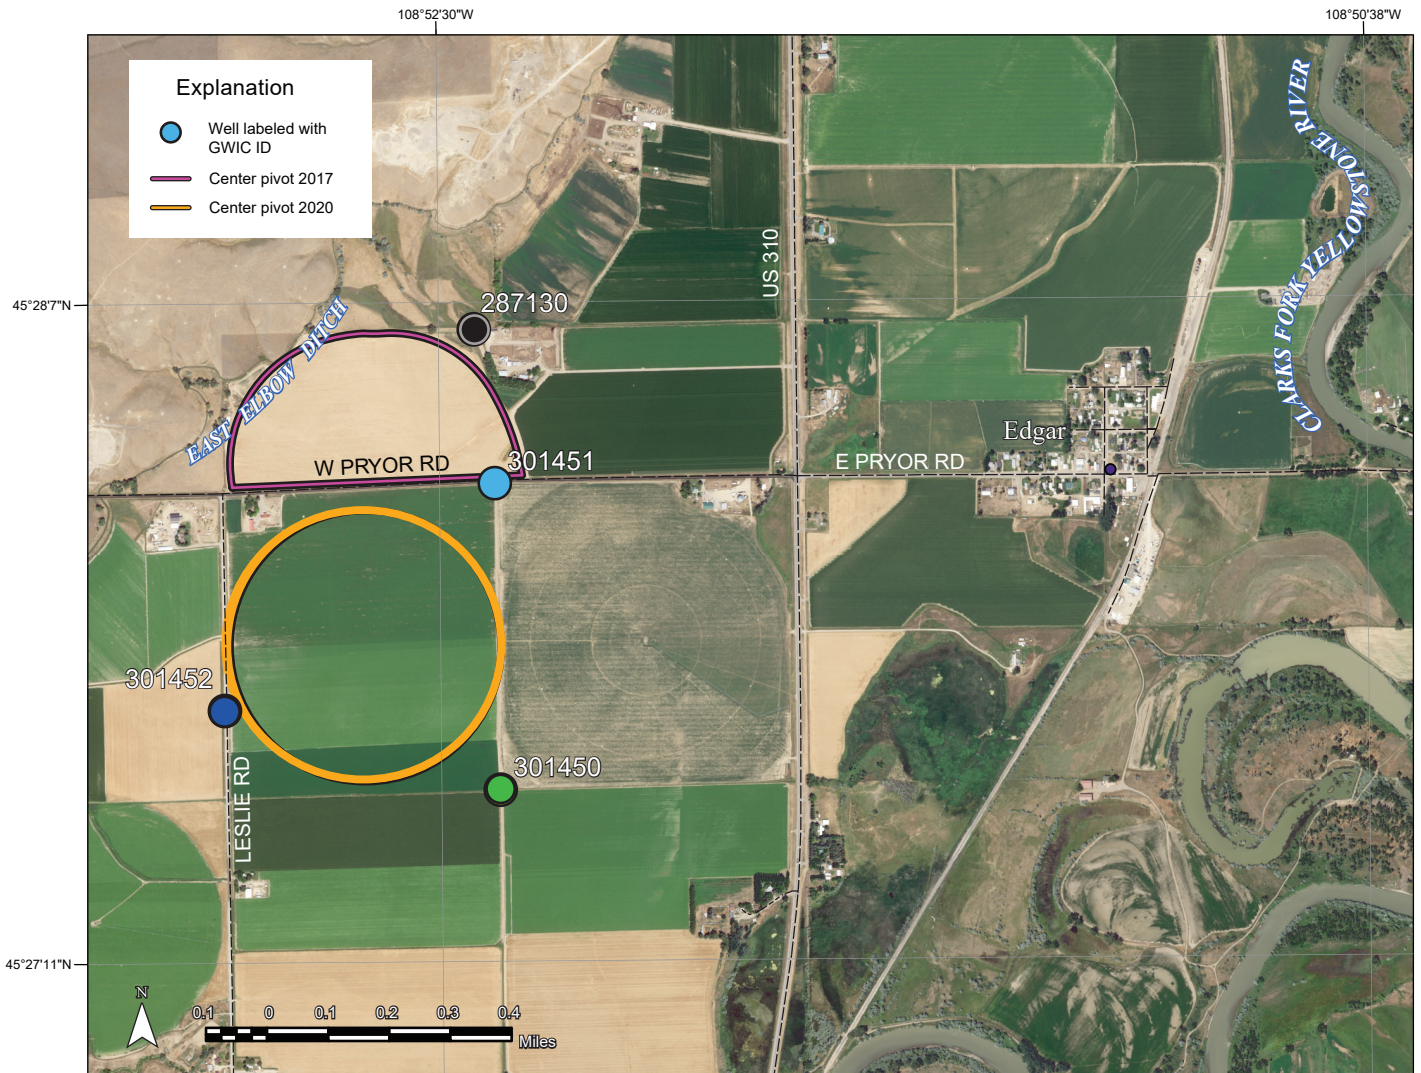 108°52'30"W
108°50'38"W
Explanation
Well labeled with
GWIC ID
Center pivot 2017
Center pivot 2020
45°28'7"N
45°27'11"N
CLARKS FORK YELLOWSTONE RIVER
US 310
287130
EAST ELBOW DITCH
W PRYOR RD
301451
E PRYOR RD
Edgar
301452
301450
LESLIE RD
N
0.1 0 0.1 0.2 0.3 0.4
Miles